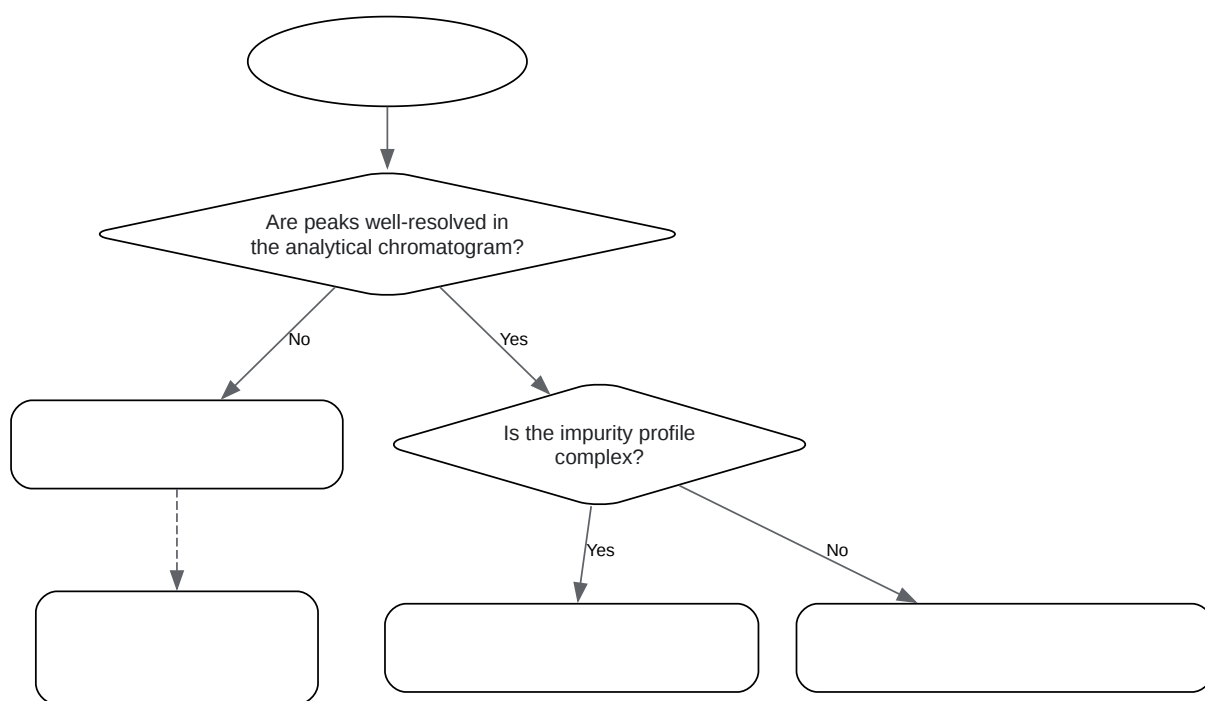 Are peaks well-resolved in
the analytical chromatogram?
No
Yes
Is the impurity profile
complex?
Yes
No